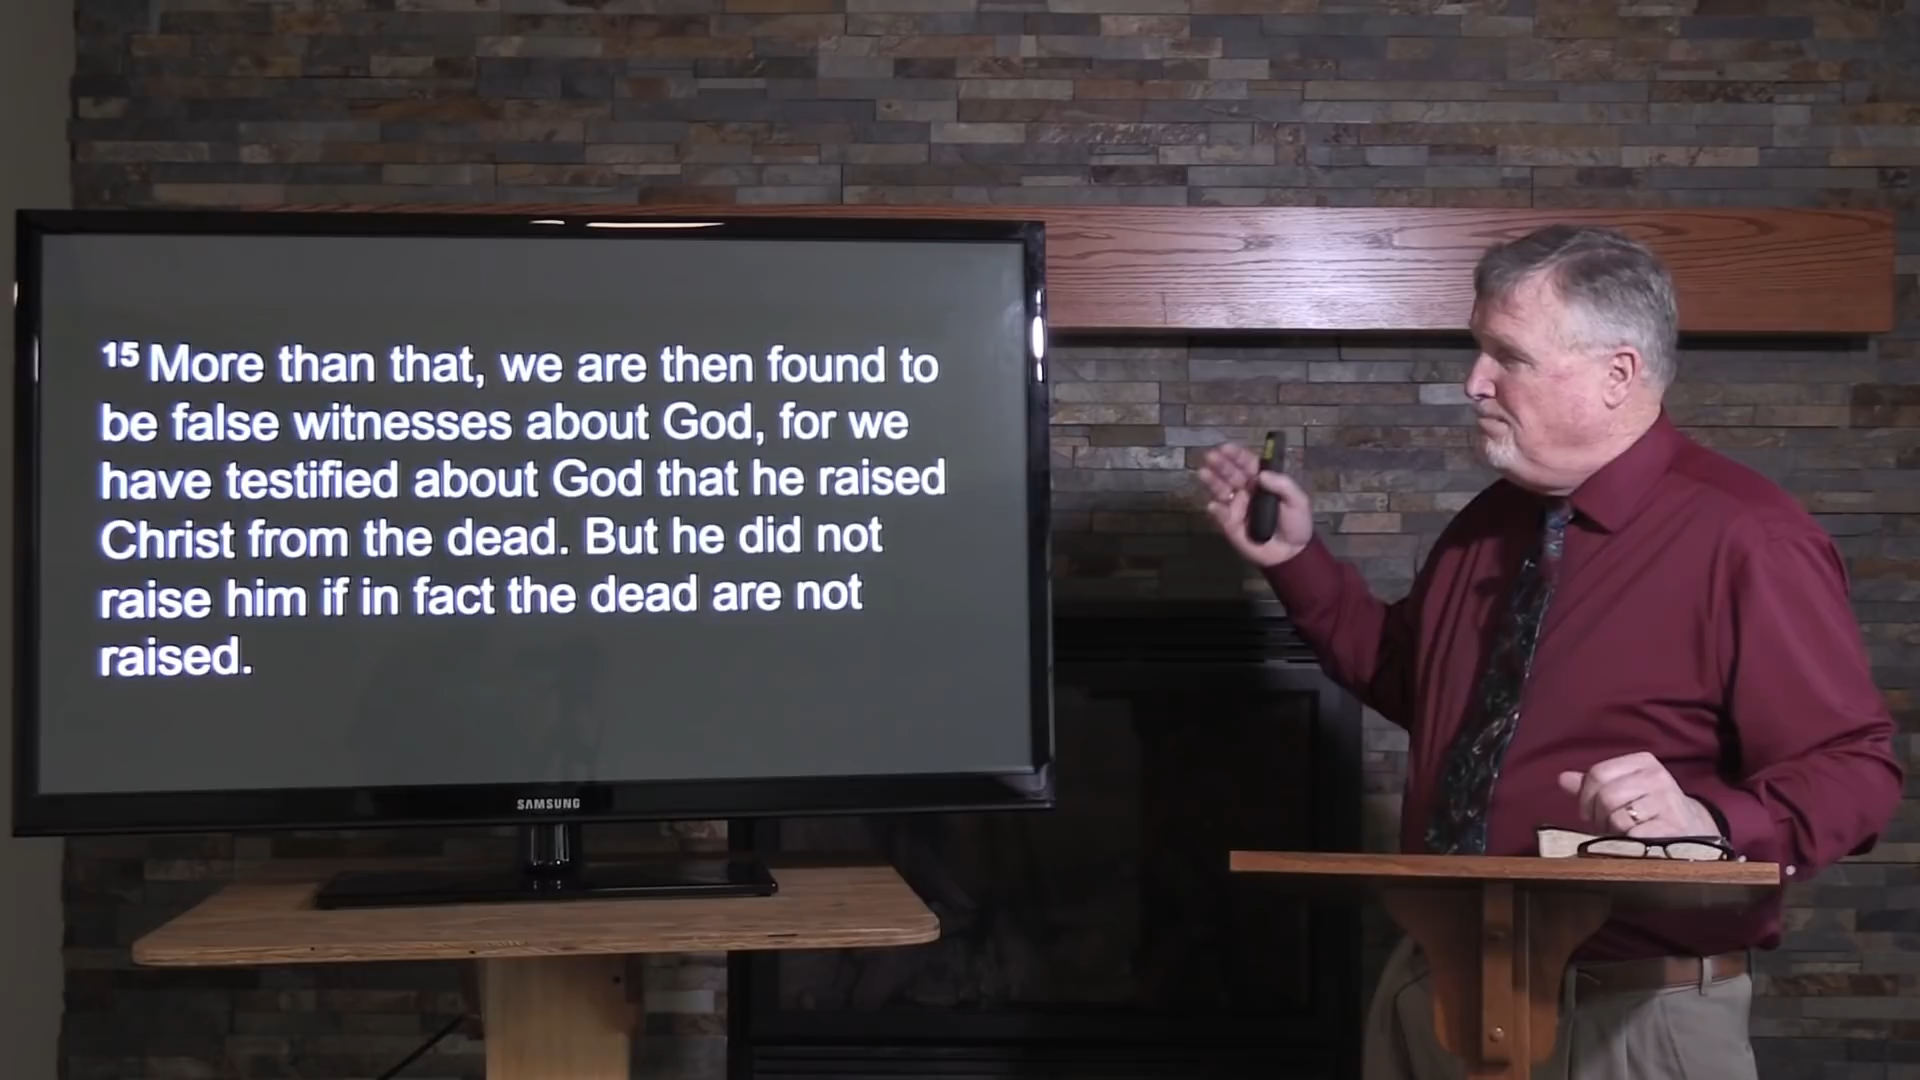 15 More than that, we are then found to
be false witnesses about God, for we
have testified about God that he raised
Christ from the dead. But he did not
raise him if in fact the dead are not
raised.
SAMSUNG